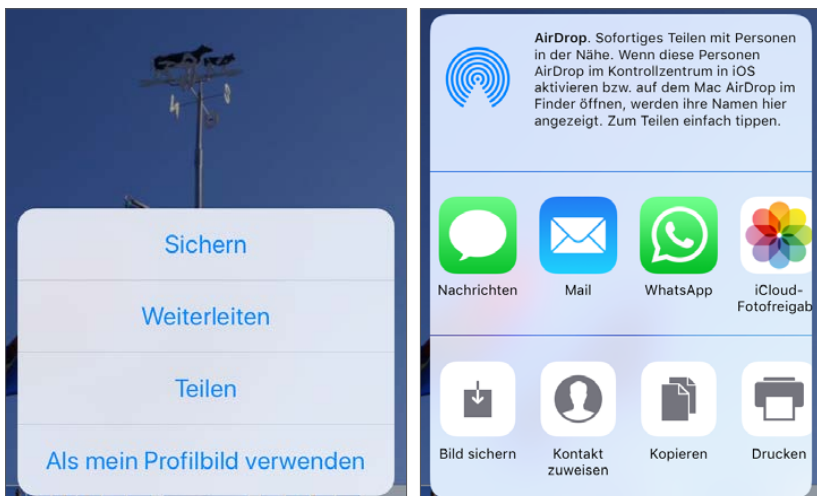 Sichern
Weiterleiten
Teilen
Als mein Profilbild verwenden
AirDrop. Sofortiges Teilen mit Personen
in der Nähe. Wenn diese Personen
AirDrop im Kontrollzentrum in iOS
aktivieren bzw. auf dem Mac AirDrop im
Finder öffnen, werden ihre Namen hier
angezeigt. Zum Teilen einfach tippen.
Nachrichten
Mail
WhatsApp
iCloud-
Fotofreigab
Bild sichern
Kontakt
zuweisen
Kopieren
Drucken